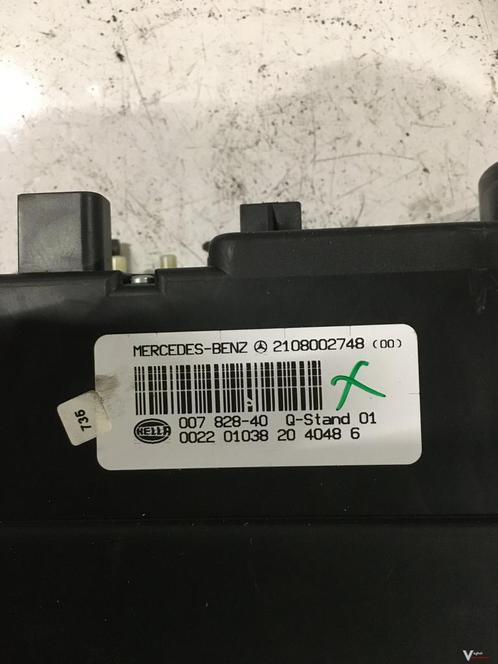 MERCEDES-BENZ 2108002748 (00)
736
HELLA
007 828-40 Q-Stand 01
0022 01038 20 4048 6